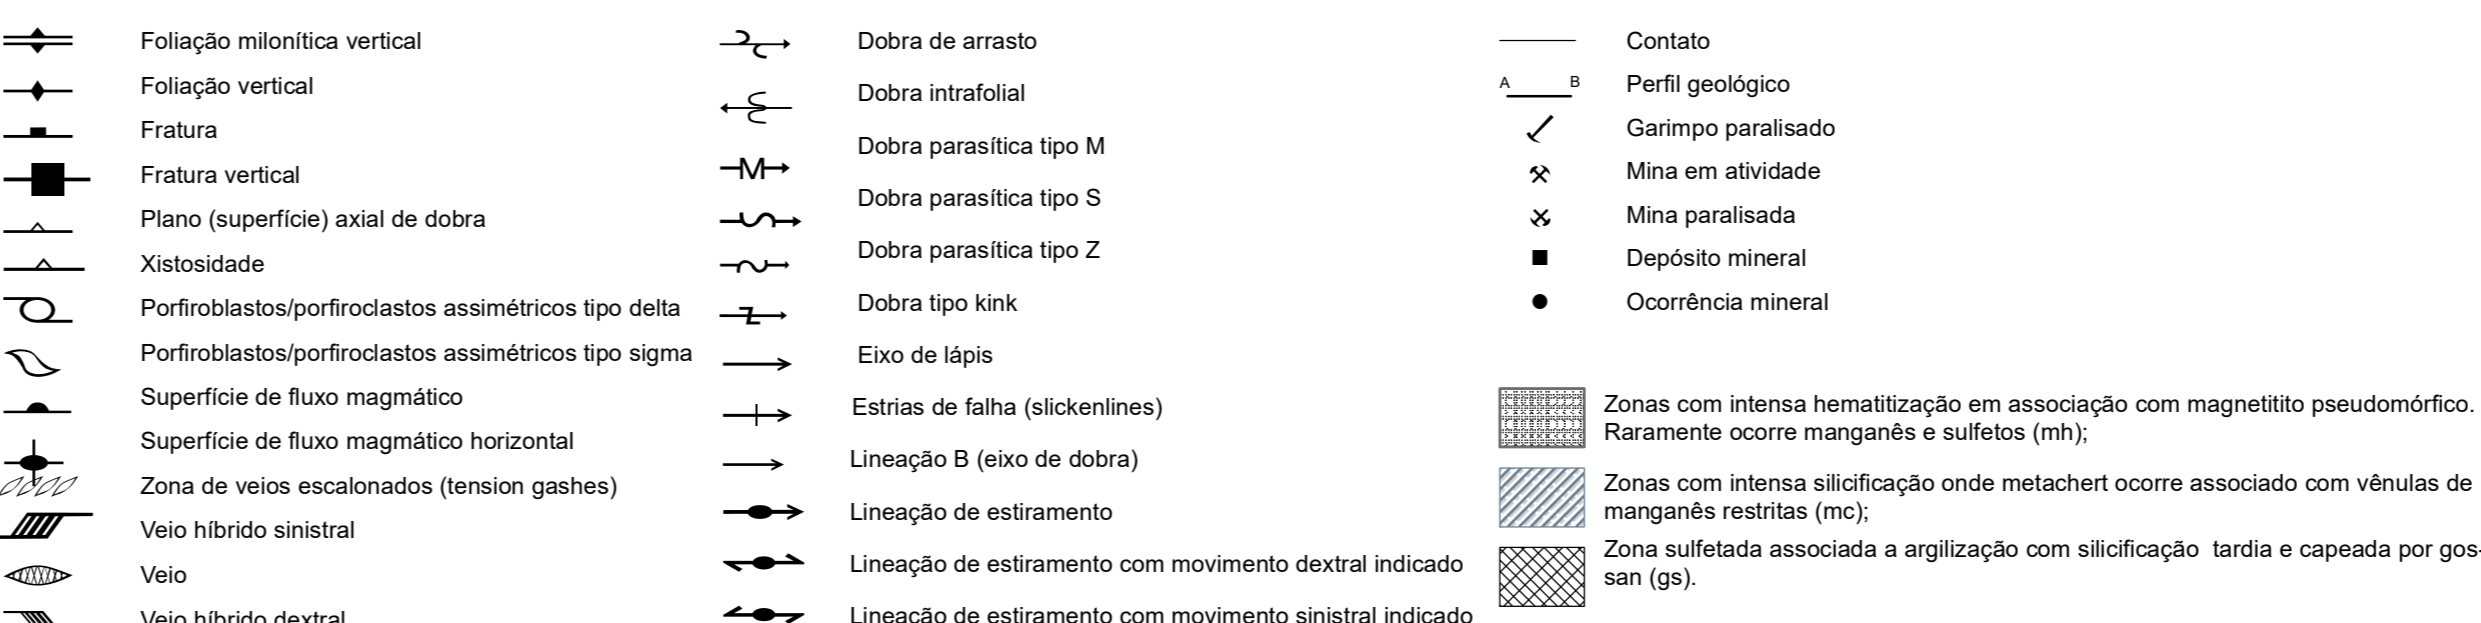 Foliação milonítica vertical
Foliação vertical
Fratura
Fratura vertical
Plano (superfície) axial de dobra
Xistosidade
Porfiroblastos/porfiroclastos assimétricos tipo delta
Porfiroblastos/porfiroclastos assimétricos tipo sigma
Superfície de fluxo magmático
Superfície de fluxo magmático horizontal
Zona de veios escalonados (tension gashes)
Veio híbrido sinistral
Veio
Veio híbrido dextral
Dobra de arrasto
Dobra intrafolial
M Dobra parasítica tipo M
Dobra parasítica tipo S
Dobra parasítica tipo Z
Dobra tipo kink
Eixo de lápis
Estrias de falha (slickenlines)
Lineação B (eixo de dobra)
Lineação de estiramento
Lineação de estiramento com movimento dextral indicado
Lineação de estiramento com movimento sinistral indicado
Contato
A B Perfil geológico
Garimpo paralisado
Mina em atividade
Mina paralisada
Depósito mineral
Ocorrência mineral
Zonas com intensa hematitização em associação com magnetitito pseudomórfico.
Raramente ocorre manganês e sulfetos (mh);
Zonas com intensa silicificação onde metachert ocorre associado com vênulas de
manganês restritas (mc);
Zona sulfetada associada a argilização com silicificação tardia e capeada por gos-
san (gs).